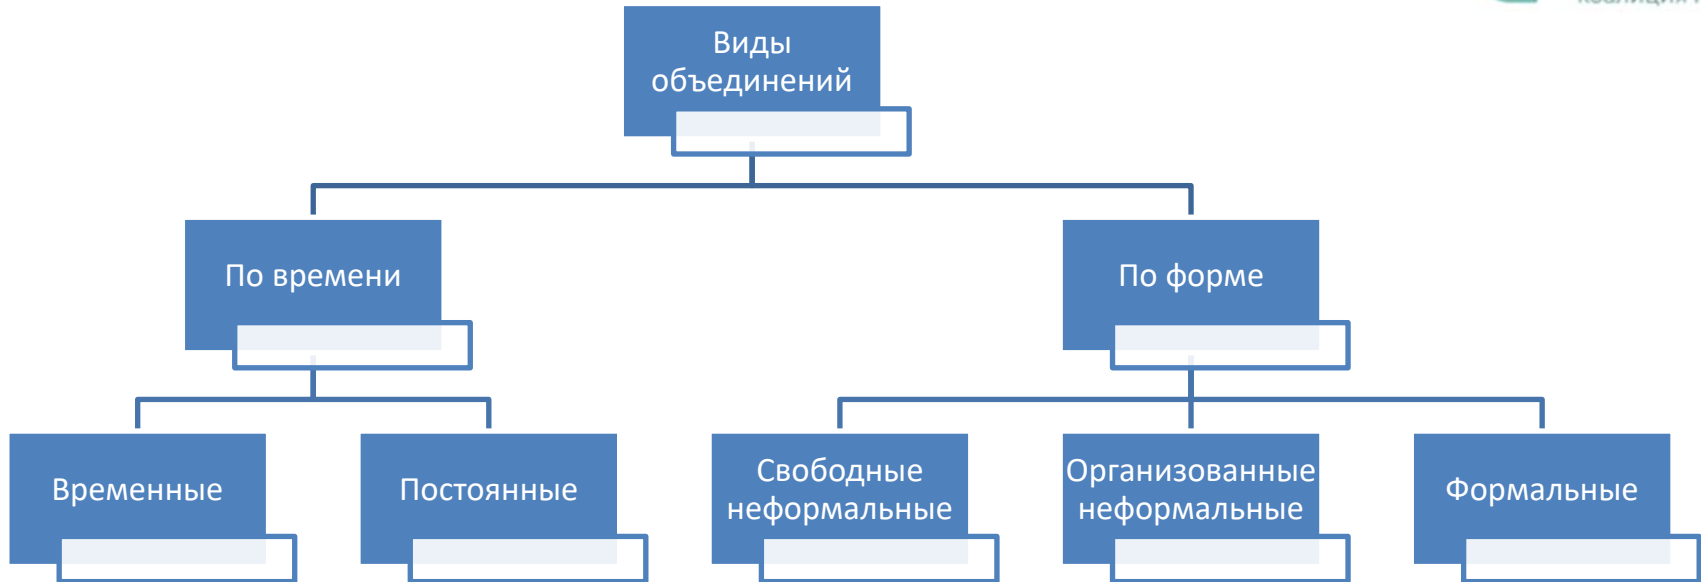 Виды
объединений
По времени
По форме
Временные
Постоянные
Свободные
неформальные
Организованные
неформальные
Формальные